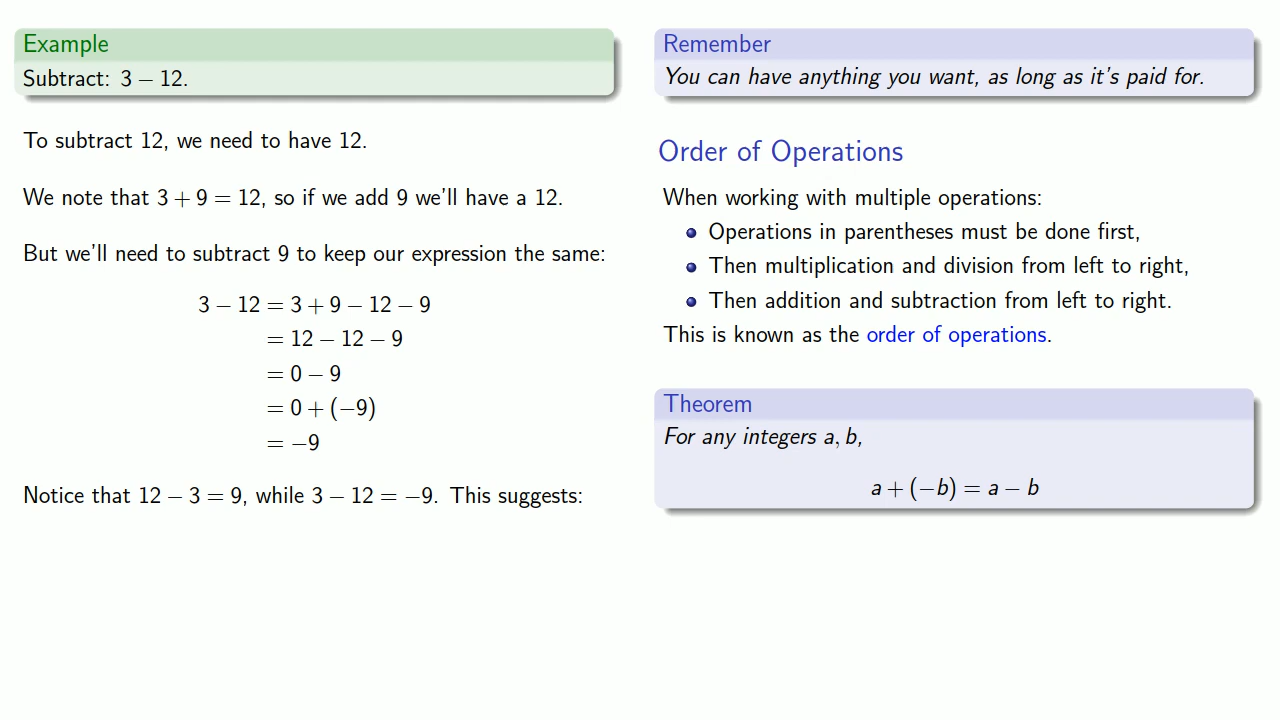 Example
Subtract: 3 − 12.
To subtract 12, we need to have 12.
We note that 3 + 9 = 12, so if we add 9 we'll have a 12.
But we'll need to subtract 9 to keep our expression the same:
3 − 12 = 3 + 9 − 12 − 9
= 12 − 12 − 9
= 0 − 9
= 0 + (−9)
= −9
Notice that 12 − 3 = 9, while 3 − 12 = −9. This suggests:
Remember
You can have anything you want, as long as it's paid for.
Order of Operations
When working with multiple operations:
Operations in parentheses must be done first,
Then multiplication and division from left to right,
Then addition and subtraction from left to right.
This is known as the order of operations.
Theorem
For any integers a, b,
a + (−b) = a − b